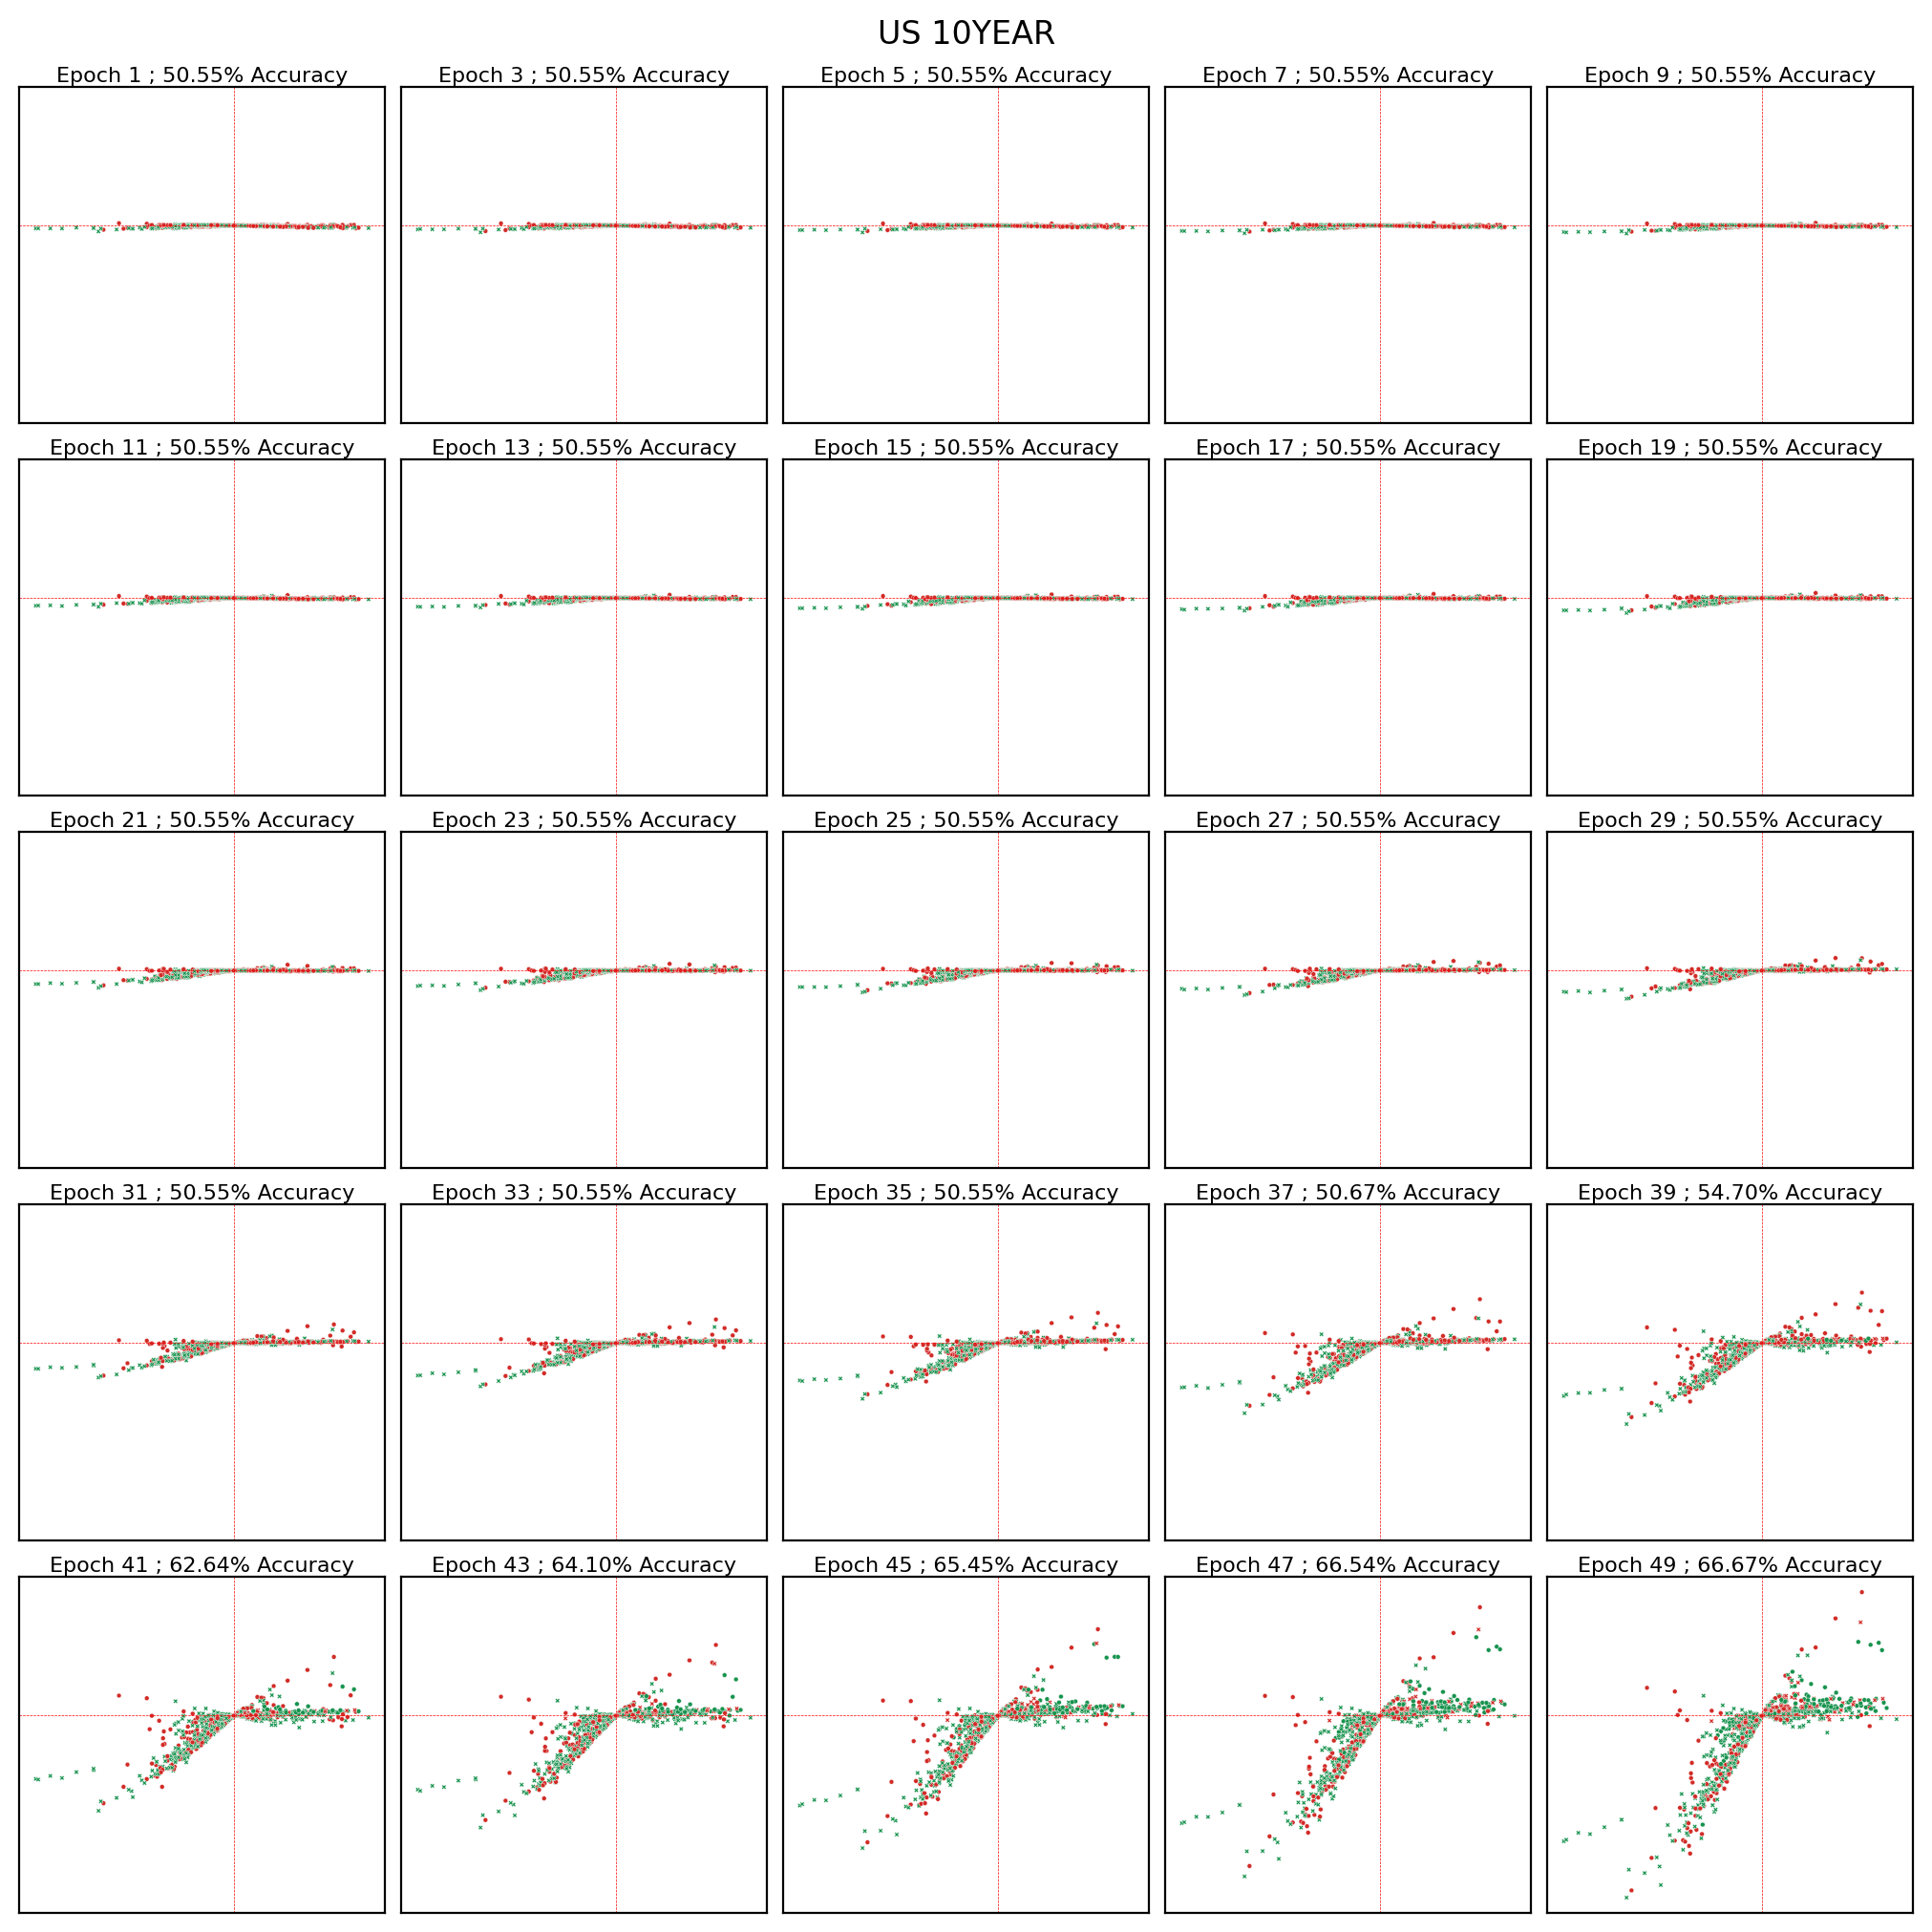 US 10YEAR
Epoch 1 ; 50.55% Accuracy
Epoch 3 ; 50.55% Accuracy
Epoch 5 ; 50.55% Accuracy
Epoch 7 ; 50.55% Accuracy
Epoch 9 ; 50.55% Accuracy
Epoch 11 ; 50.55% Accuracy
Epoch 13 ; 50.55% Accuracy
Epoch 15 ; 50.55% Accuracy
Epoch 17 ; 50.55% Accuracy
Epoch 19 ; 50.55% Accuracy
Epoch 21 ; 50.55% Accuracy
Epoch 23 ; 50.55% Accuracy
Epoch 25 ; 50.55% Accuracy
Epoch 27 ; 50.55% Accuracy
Epoch 29 ; 50.55% Accuracy
Epoch 31 ; 50.55% Accuracy
Epoch 33 ; 50.55% Accuracy
Epoch 35 ; 50.55% Accuracy
Epoch 37 ; 50.67% Accuracy
Epoch 39 ; 54.70% Accuracy
Epoch 41 ; 62.64% Accuracy
Epoch 43 ; 64.10% Accuracy
Epoch 45 ; 65.45% Accuracy
Epoch 47 ; 66.54% Accuracy
Epoch 49 ; 66.67% Accuracy